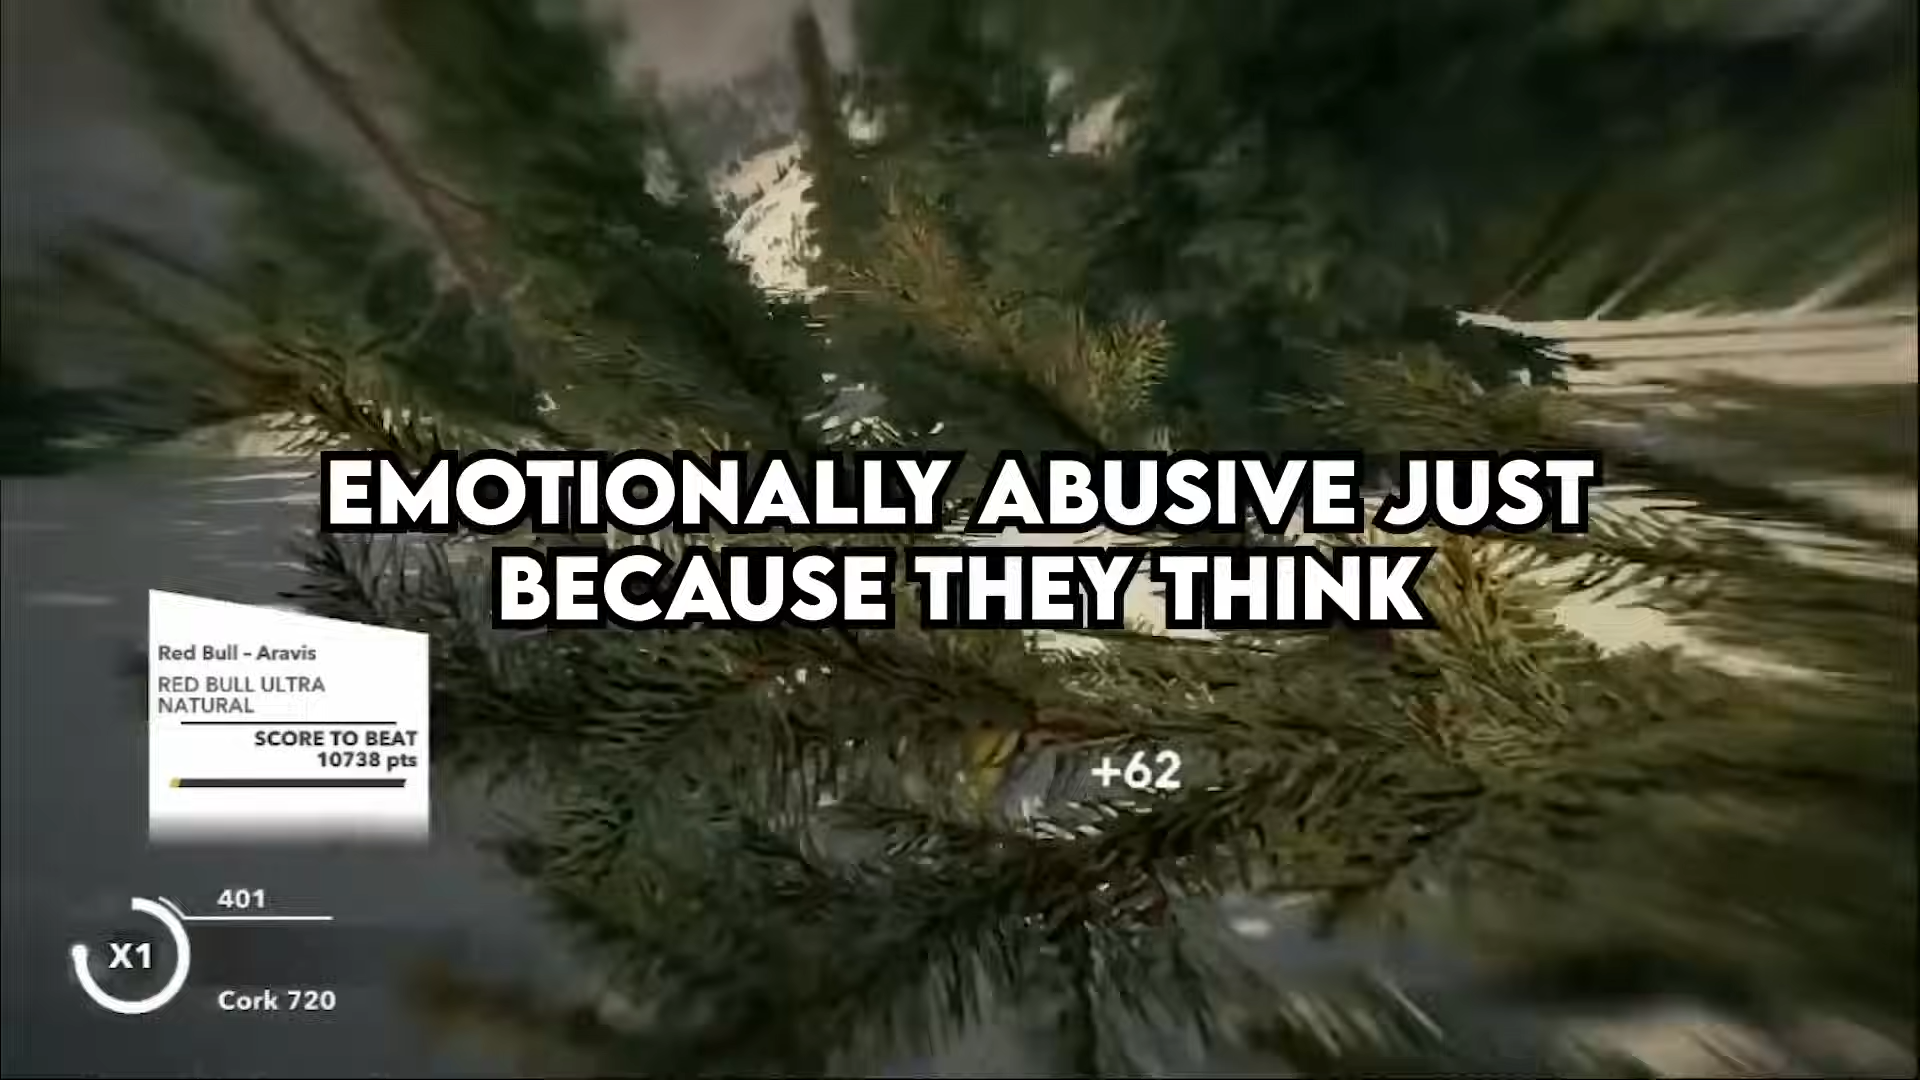 EMOTIONALLY ABUSIVE JUST
BECAUSE THEY THINK
Red Bull - Aravis
RED BULL ULTRA
NATURAL
SCORE TO BEAT
10738 pts
+62
401
X1
Cork 720